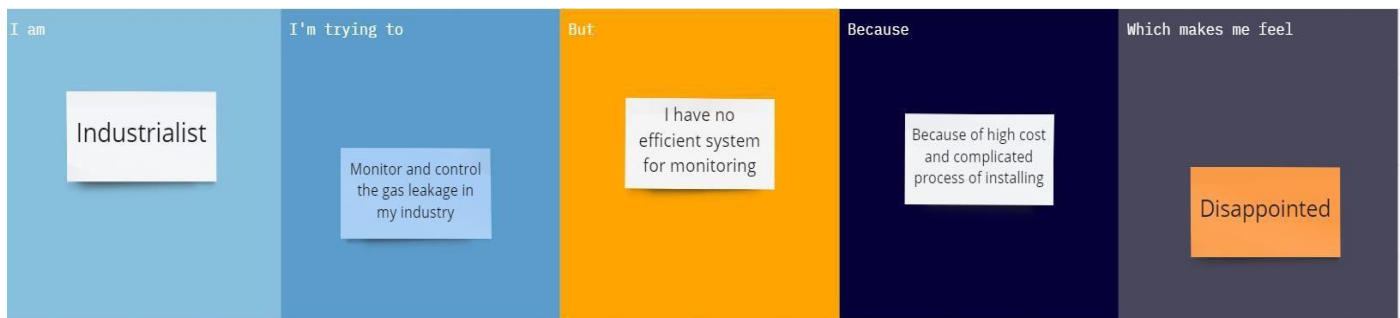 I am
Industrialist
I'm trying to
Monitor and control
the gas leakage in
my industry
But
I have no
efficient system
for monitoring
Because
Because of high cost
and complicated
process of installing
Which makes me feel
Disappointed